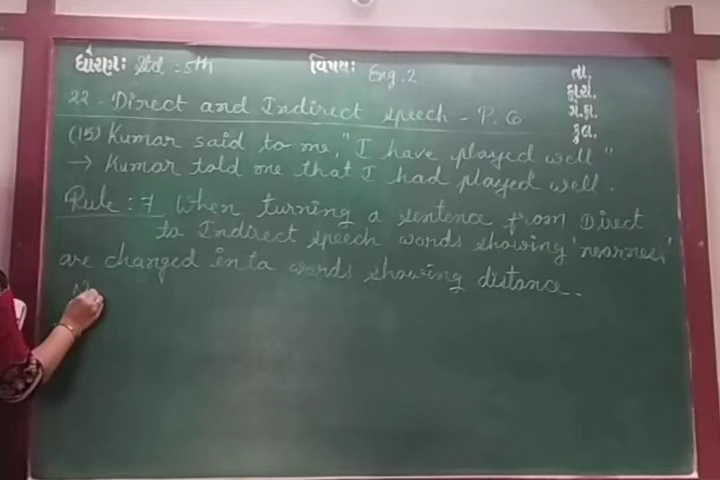 ધોરણ: Std : 5th
વિષય: Eng. 2
તા.
હાજર.
ગે.હા.
કુલ.
22. Direct and Indirect speech - P. 6
(15) Kumar said to me, "I have played well"
→ Kumar told me that I had played well.
Rule : 7 When turning a sentence from Direct
to Indirect speech words showing 'nearness'
are changed inta words showing distance.